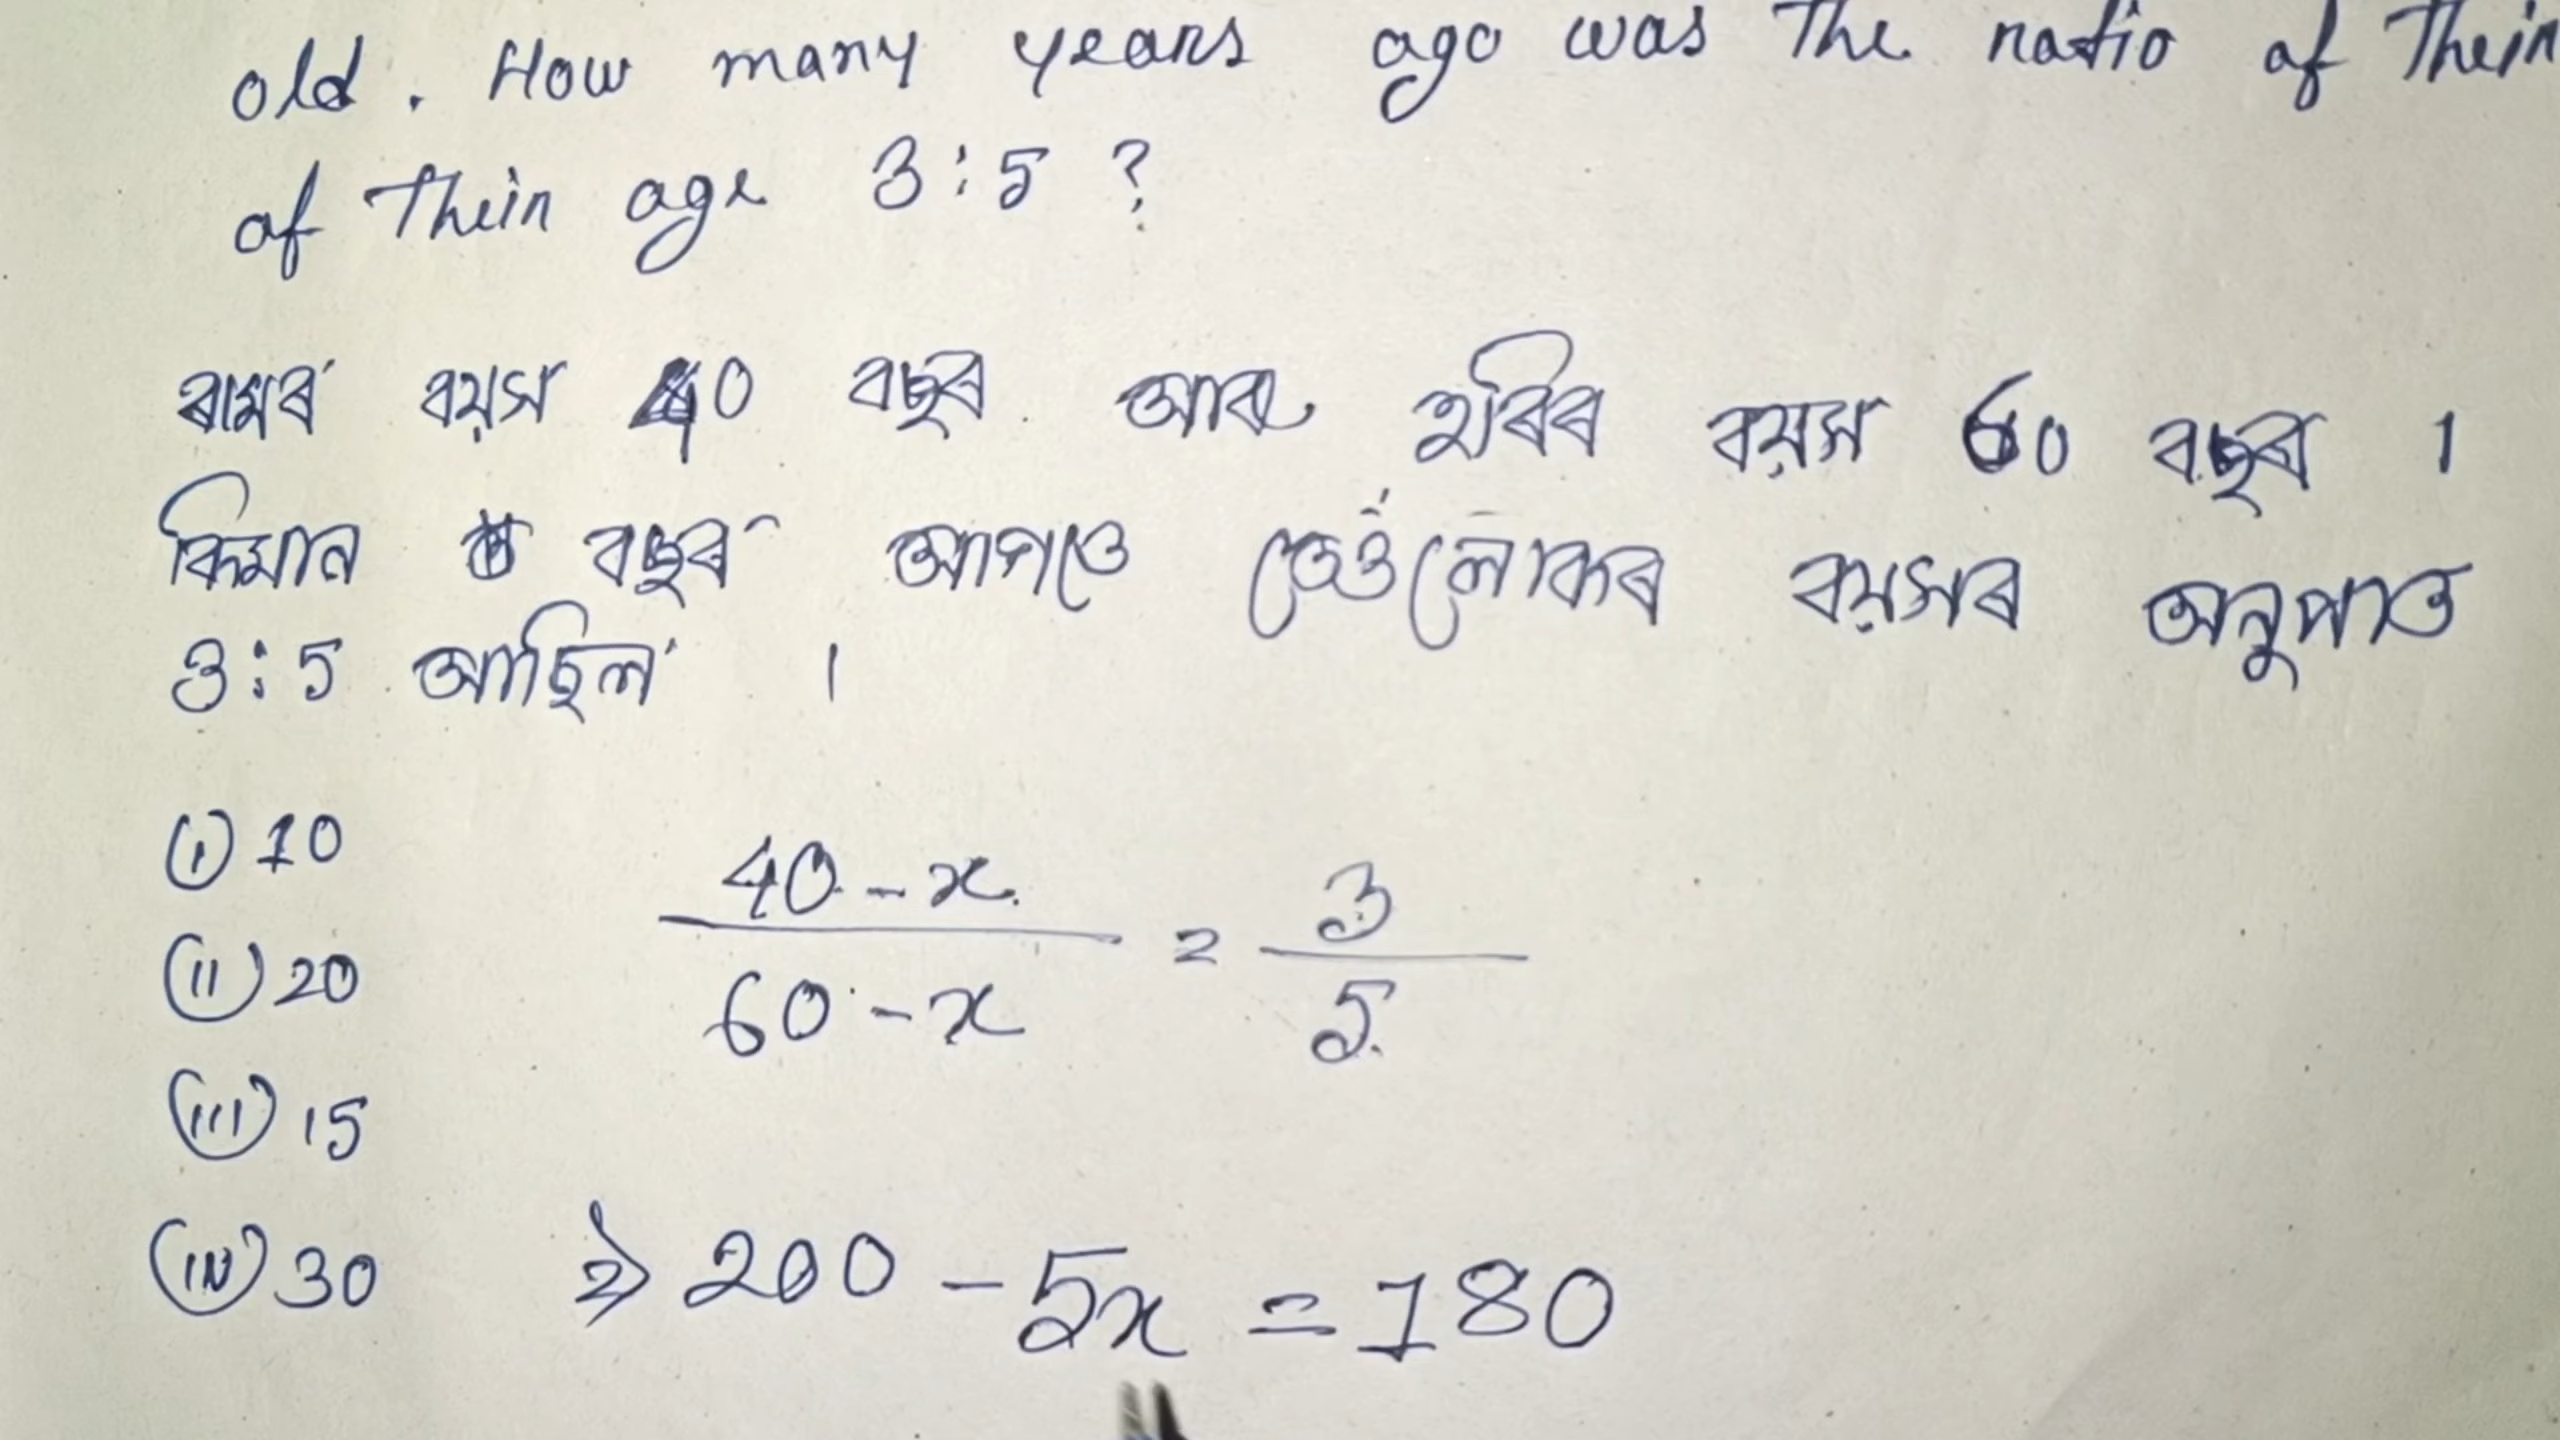 old. How many years ago was the ratio of Their
of Their age 3:5 ?
ৰামৰ বয়স 40 বছৰ আৰু হৰিৰ বয়স 60 বছৰ ।
কিমান বছৰ আগতে তেওঁলোকৰ বয়সৰ অনুপাত
3:5 আছিল ।
(i) 10
40 - x / 60 - x = 3 / 5
(ii) 20
(iii) 15
(iv) 30
⇒ 200 - 5x = 180